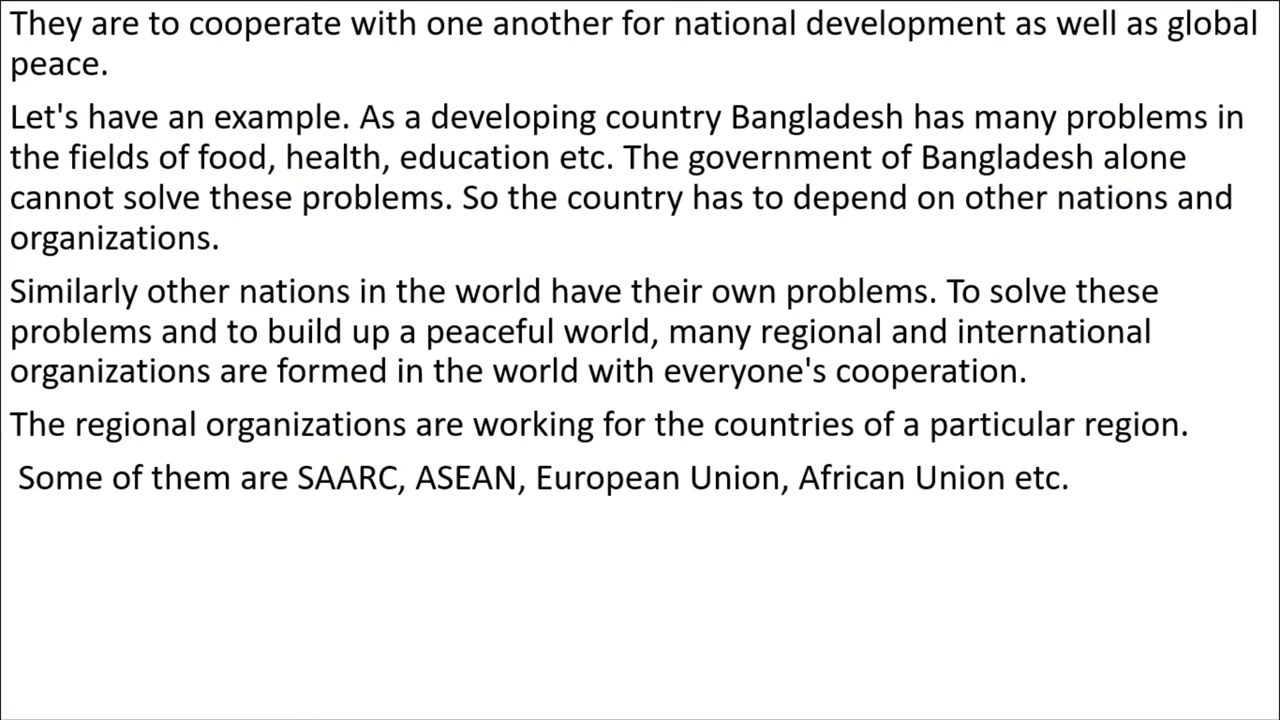 They are to cooperate with one another for national development as well as global
peace.
Let's have an example. As a developing country Bangladesh has many problems in
the fields of food, health, education etc. The government of Bangladesh alone
cannot solve these problems. So the country has to depend on other nations and
organizations.
Similarly other nations in the world have their own problems. To solve these
problems and to build up a peaceful world, many regional and international
organizations are formed in the world with everyone's cooperation.
The regional organizations are working for the countries of a particular region.
Some of them are SAARC, ASEAN, European Union, African Union etc.